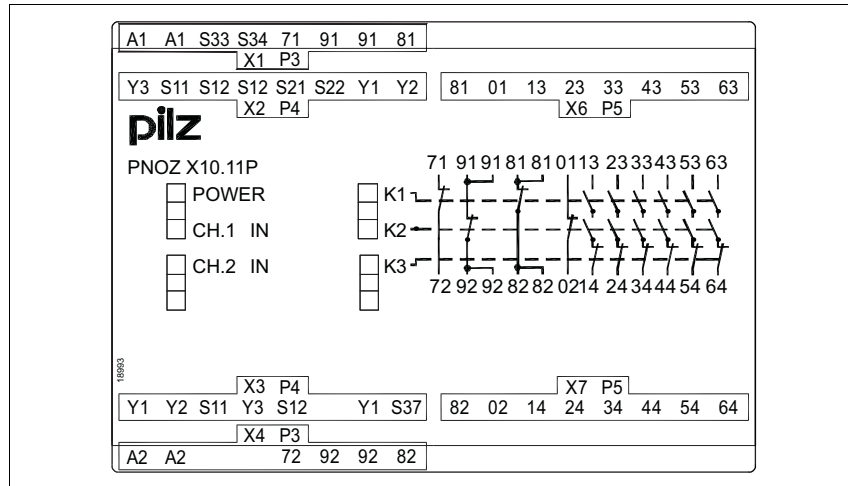 A1 A1 S33 S34 71 91 91 81
X1 P3
Y3 S11 S12 S12 S21 S22 Y1 Y2 81 01 13 23 33 43 53 63
X2 P4 X6 P5
pilz
PNOZ X10.11P
71 91 91 81 81 01 13 23 33 43 53 63
POWER K1
CH.1 IN K2
CH.2 IN K3
72 92 92 82 82 02 14 24 34 44 54 64
18993
X3 P4 X7 P5
Y1 Y2 S11 Y3 S12 Y1 S37 82 02 14 24 34 44 54 64
X4 P3
A2 A2 72 92 92 82